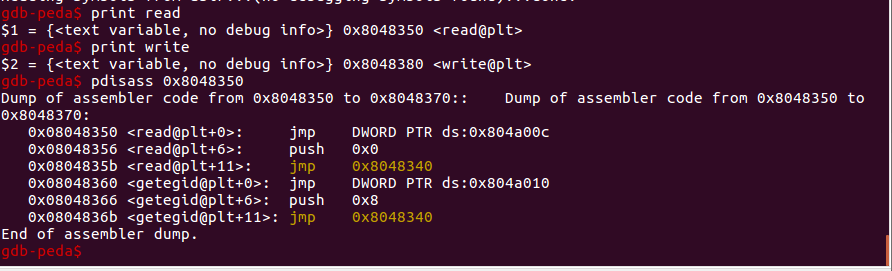 gdb-peda$ print read
$1 = {<text variable, no debug info>} 0x8048350 <read@plt>
gdb-peda$ print write
$2 = {<text variable, no debug info>} 0x8048380 <write@plt>
gdb-peda$ pdisass 0x8048350
Dump of assembler code from 0x8048350 to 0x8048370::    Dump of assembler code from 0x8048350 to
0x8048370:
   0x08048350 <read@plt+0>:     jmp    DWORD PTR ds:0x804a00c
   0x08048356 <read@plt+6>:     push   0x0
   0x0804835b <read@plt+11>:    jmp    0x8048340
   0x08048360 <getegid@plt+0>:  jmp    DWORD PTR ds:0x804a010
   0x08048366 <getegid@plt+6>:  push   0x8
   0x0804836b <getegid@plt+11>: jmp    0x8048340
End of assembler dump.
gdb-peda$